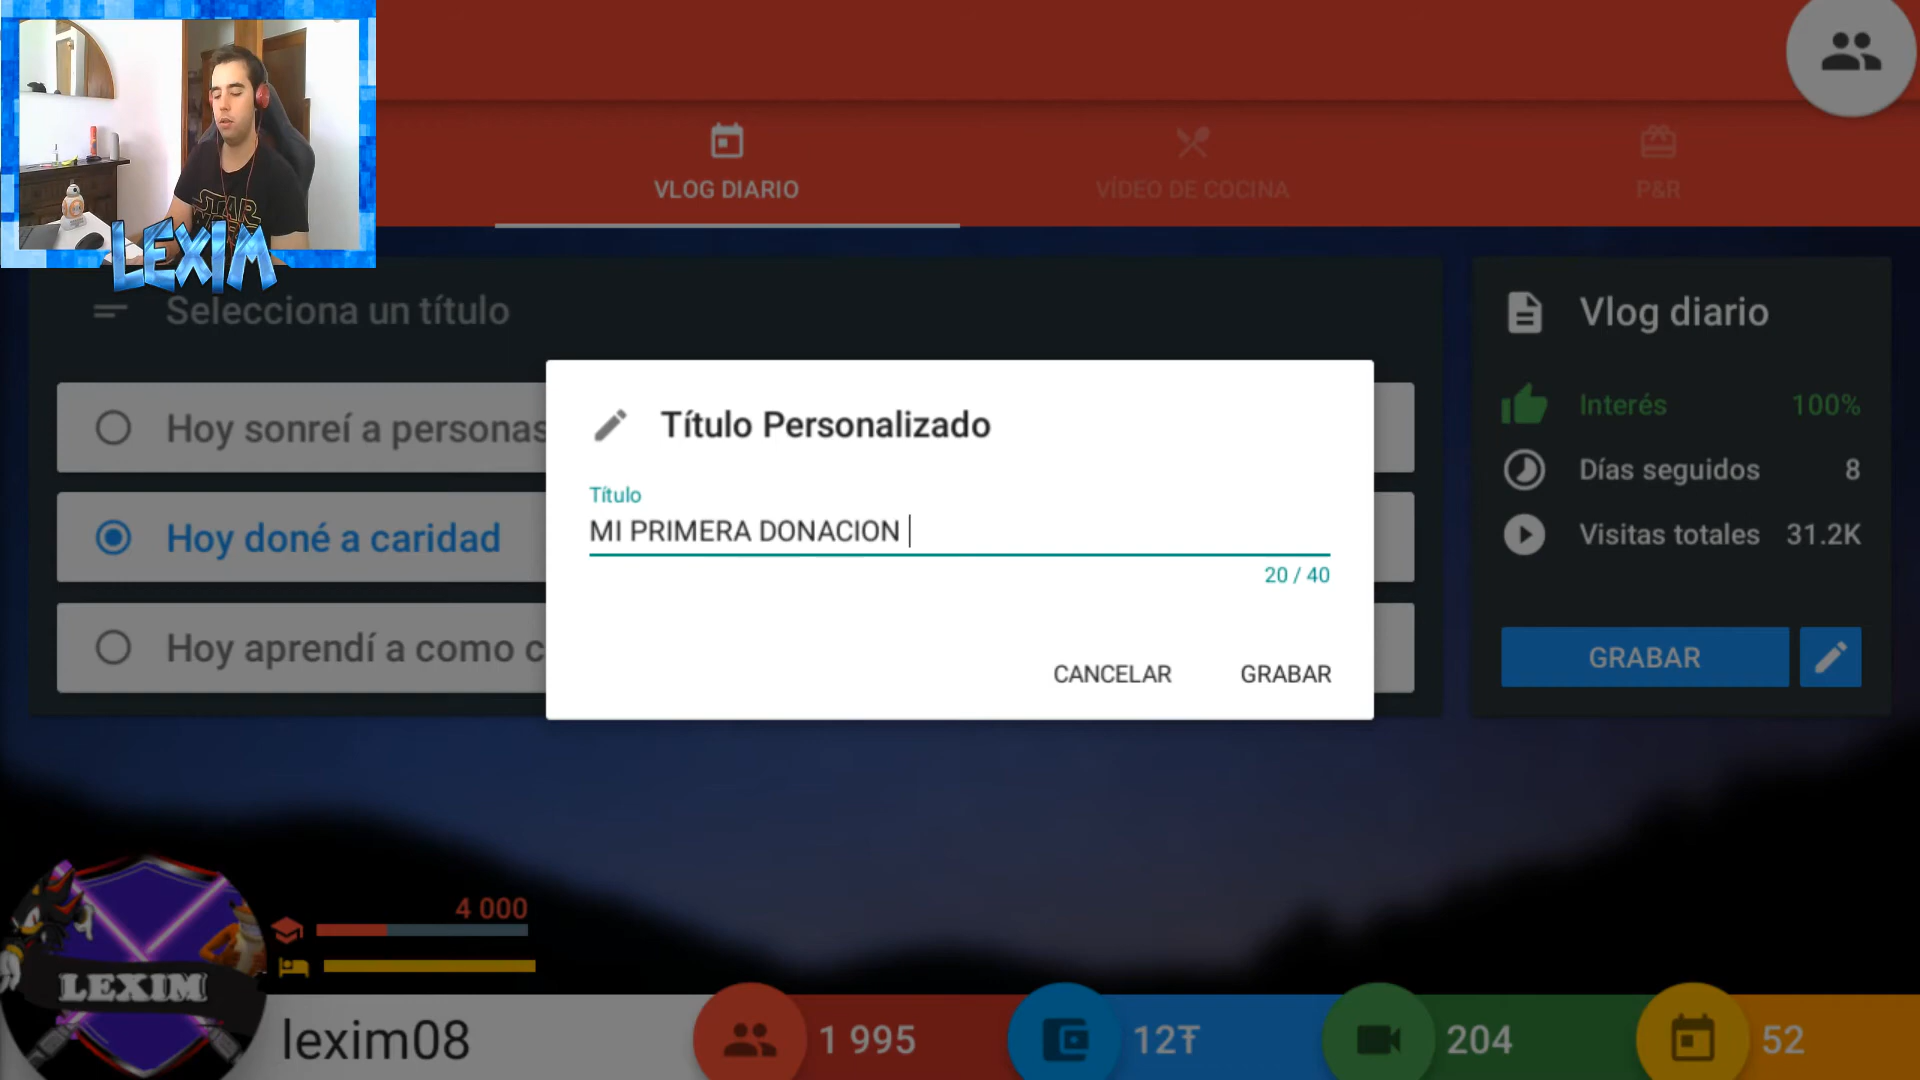 VLOG DIARIO
VÍDEO DE COCINA
P&R
STAR
LEXIM
Selecciona un título
Hoy sonreí a personas
Hoy doné a caridad
Hoy aprendí a como c
Título Personalizado
Título
MI PRIMERA DONACION
20 / 40
CANCELAR
GRABAR
Vlog diario
Interés 100%
Días seguidos 8
Visitas totales 31.2K
GRABAR
4 000
LEXIM
lexim08
1 995
12Ŧ
204
52